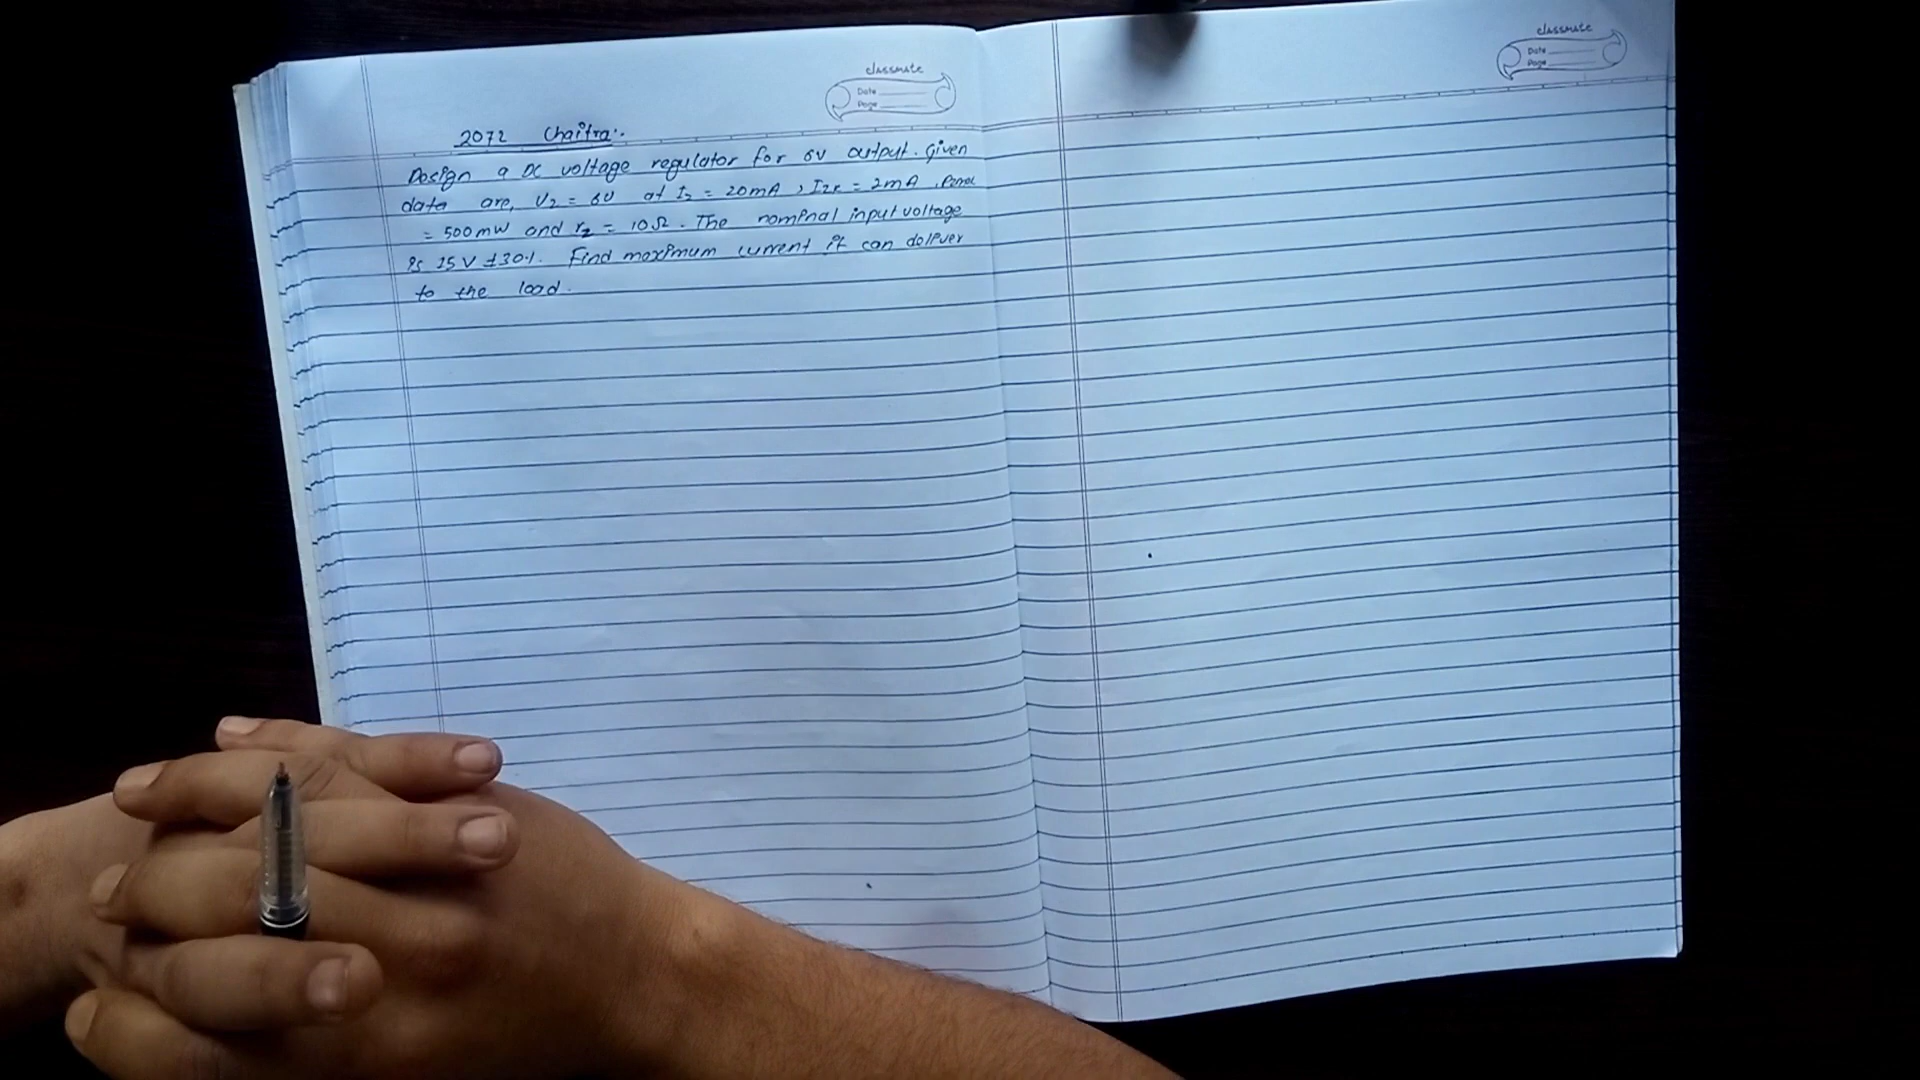 classmate
Date
Page
classmate
Date
Page
2072 Chaitra:-
Design a DC voltage regulator for 6V output. Given
data are, Vz = 6V at Iz = 20mA, Izk = 2mA, Pzmax
= 500mW and rz = 10Ω. The nominal input voltage
is 15V ±30%. Find maximum current it can deliver
to the load.